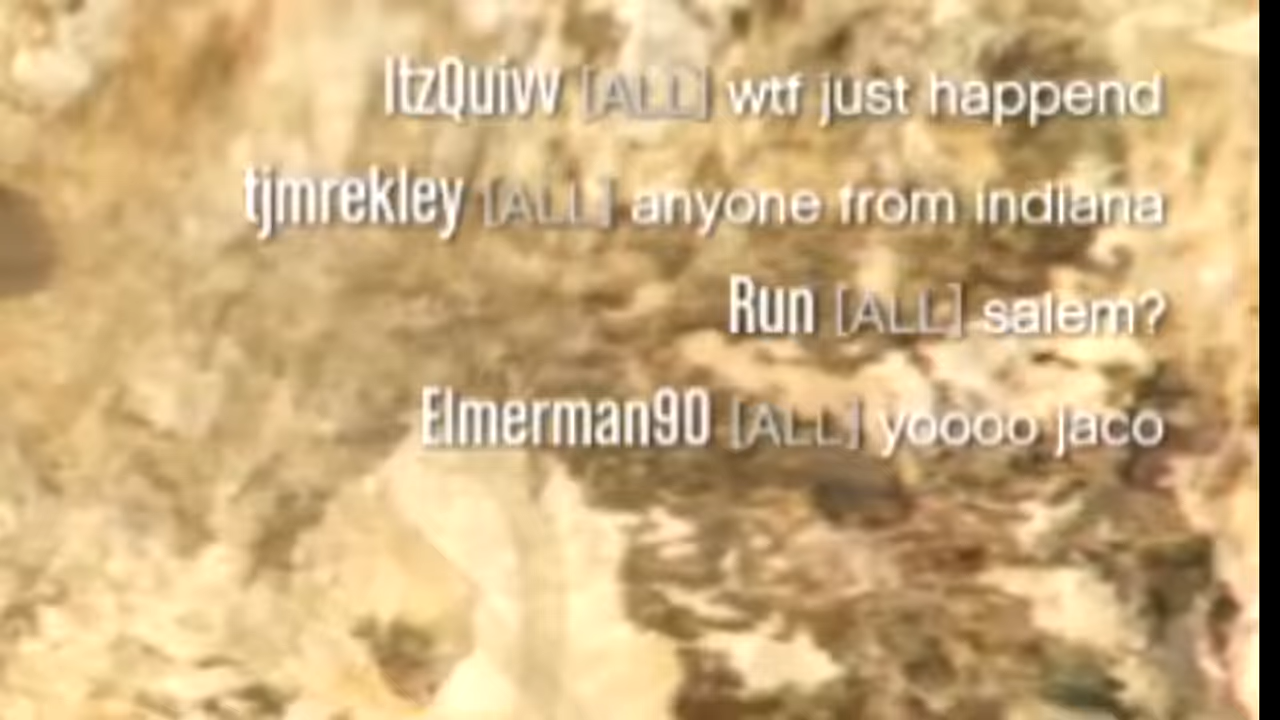 ItzQuivv [ALL] wtf just happend
tjmrekley [ALL] anyone from indiana
Run [ALL] salem?
Elmerman90 [ALL] yoooo jaco